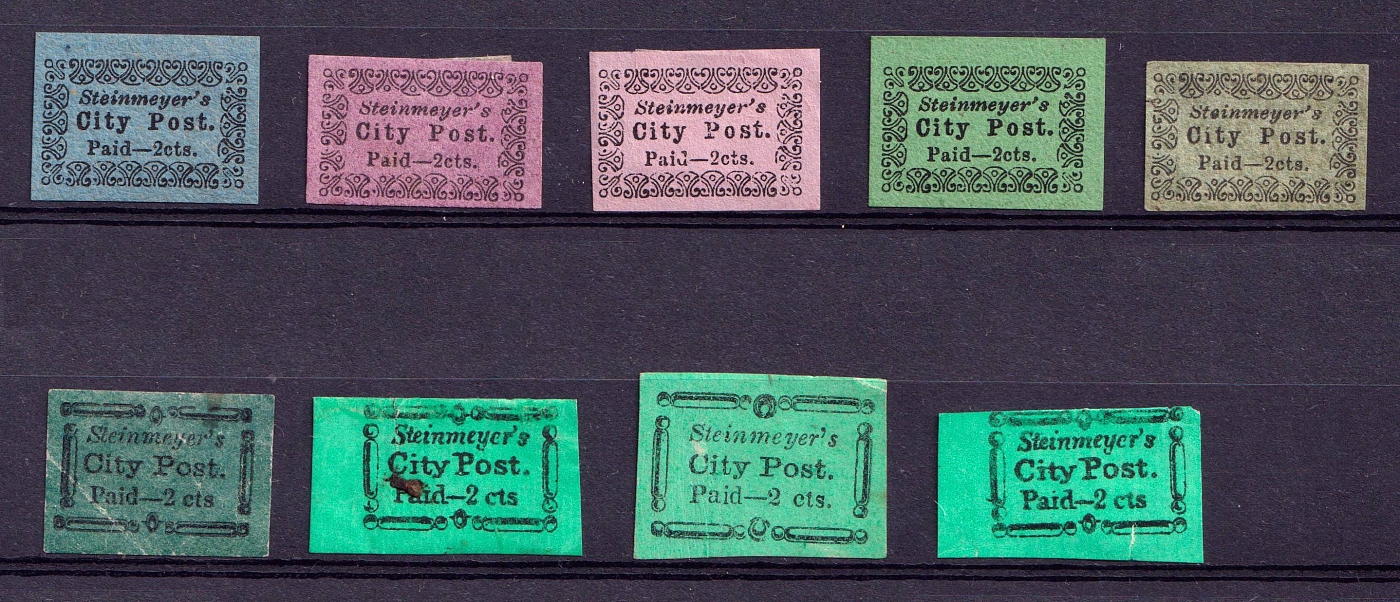 Steinmeyer's
City Post.
Paid—2cts.
Steinmeyer's
City Post.
Paid—2cts.
Steinmeyer's
City Post.
Paid—2cts.
Steinmeyer's
City Post.
Paid—2cts.
Steinmeyer's
City Post.
Paid—2cts.
Steinmeyer's
City Post.
Paid—2 cts
Steinmeyer's
City Post.
Paid—2 cts
Steinmeyer's
City Post.
Paid—2 cts.
Steinmeyer's
City Post.
Paid—2 cts